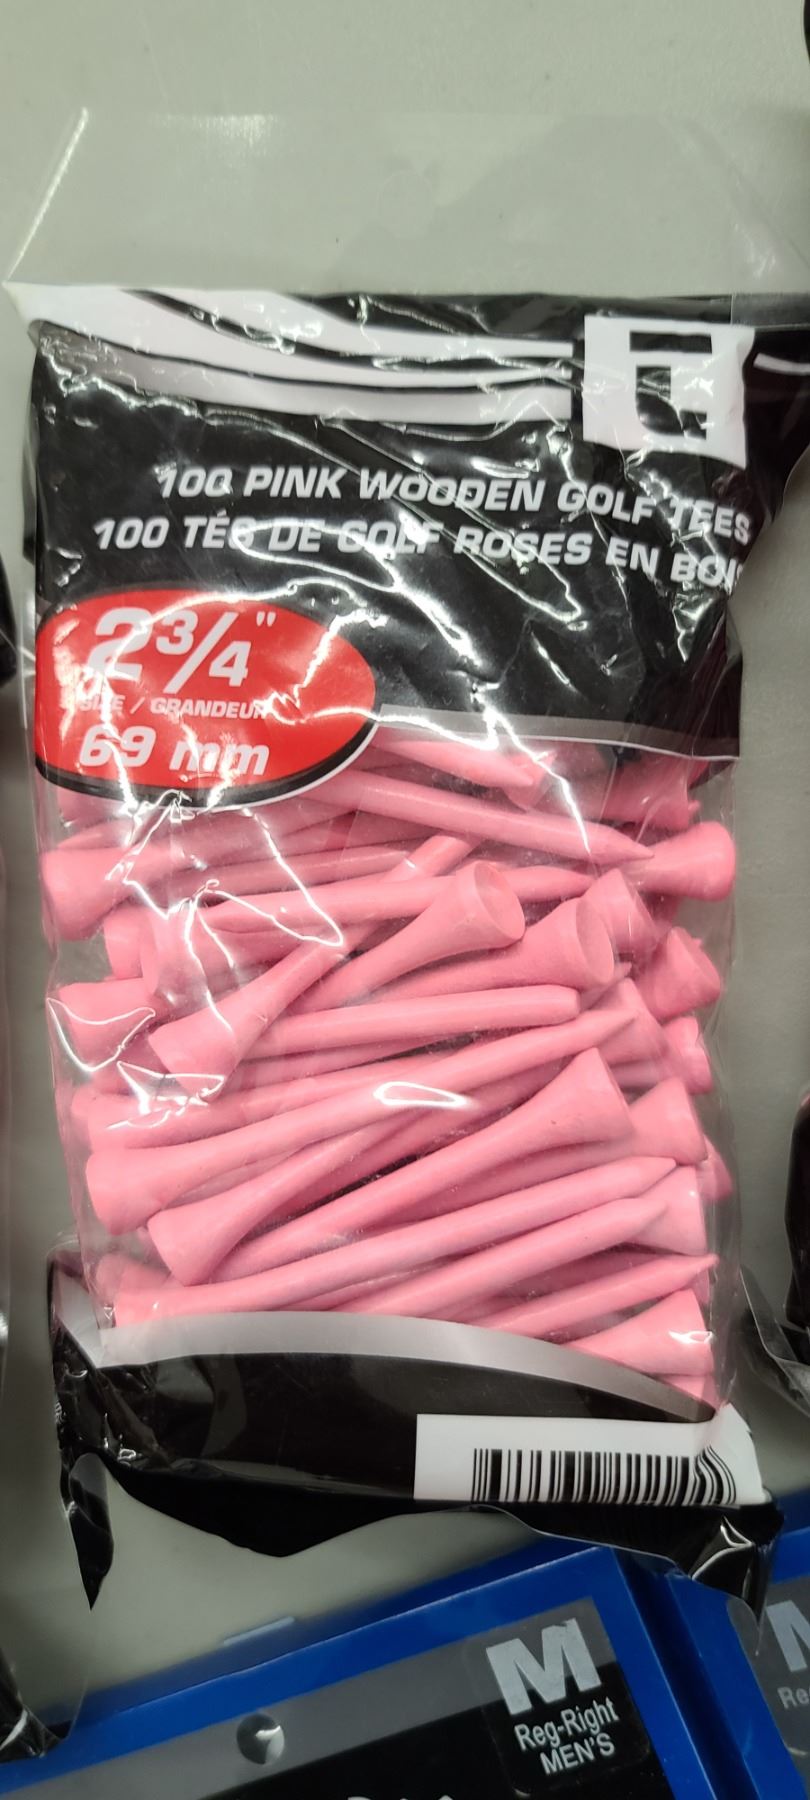 100 PINK WOODEN GOLF TEES
100 TÉS DE GOLF ROSES EN BOIS
2 3/4"
SIZE / GRANDEUR
69 mm
M
Reg-Right
MEN'S
M
Re